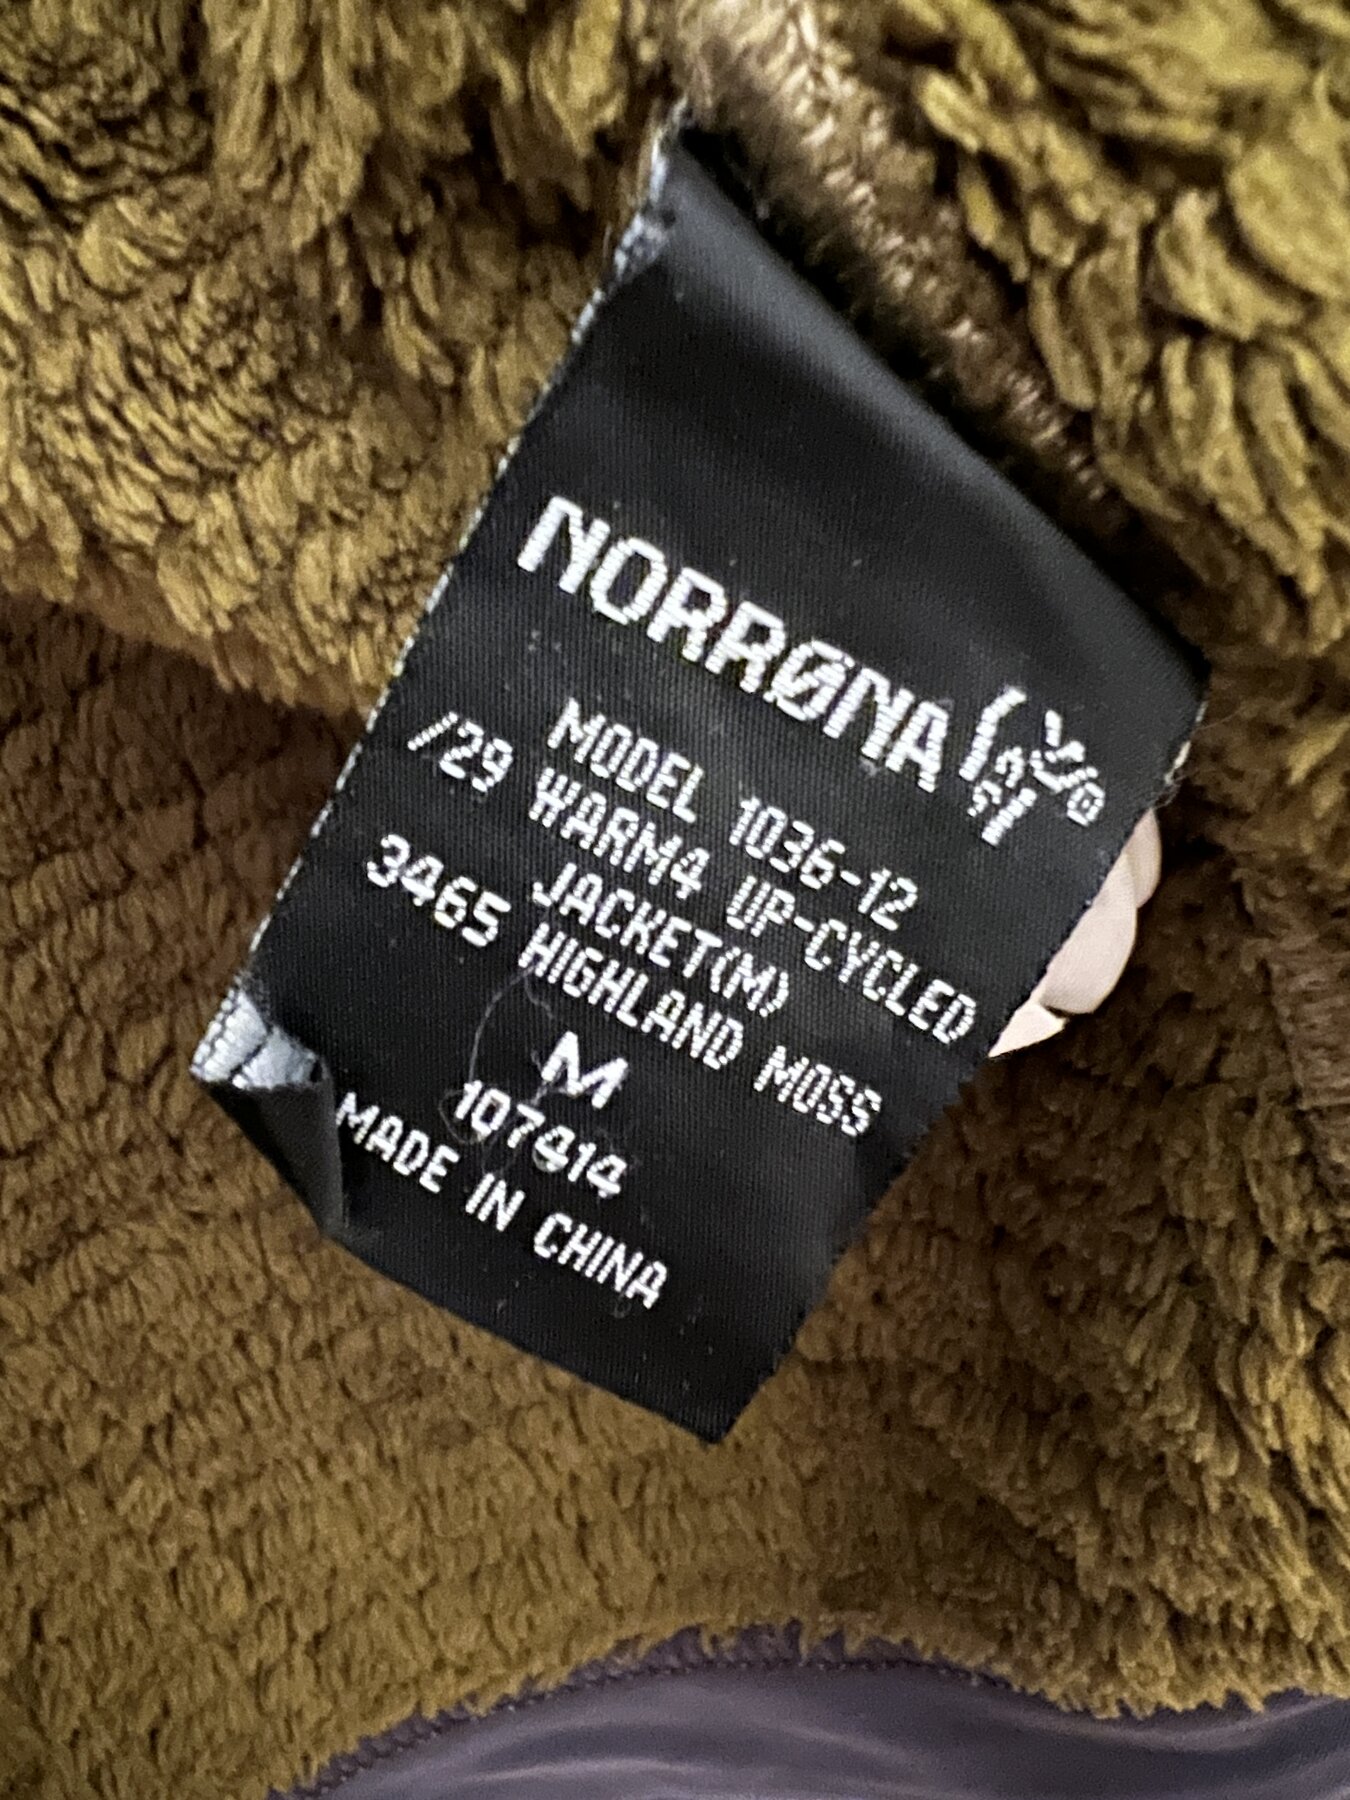 NORRØNA
MODEL 1036-12
/29 WARM4 UP-CYCLED
JACKET(M)
3465 HIGHLAND MOSS
M
107414
MADE IN CHINA